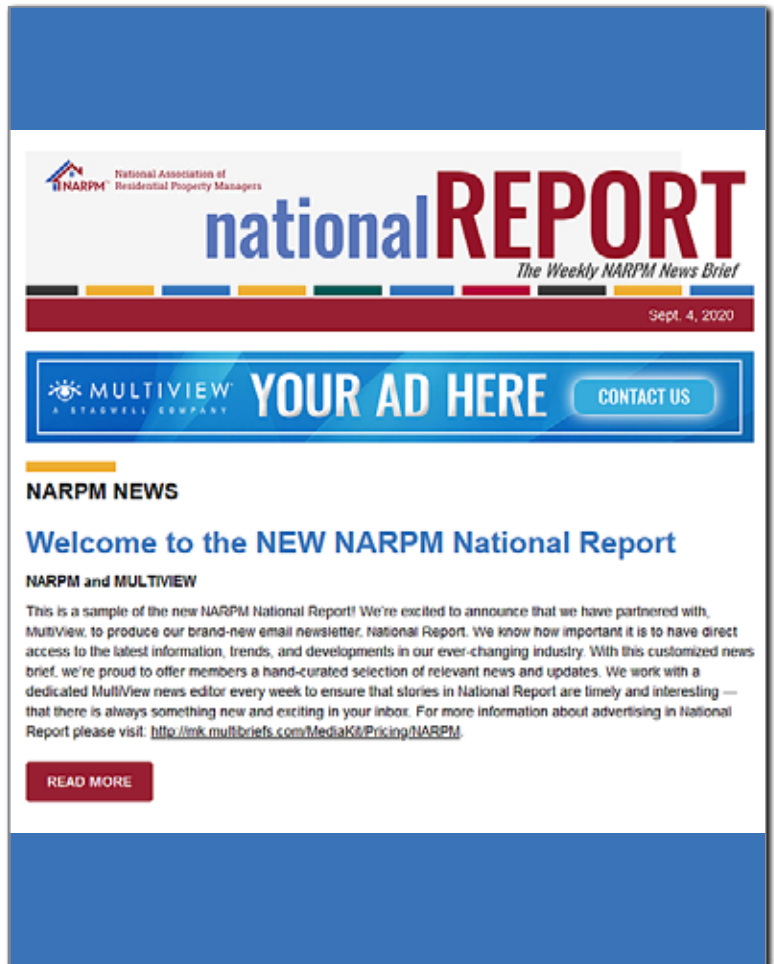 NARPM
National Association of
Residential Property Managers
nationalREPORT
The Weekly NARPM News Brief
Sept. 4, 2020
MULTIVIEW
A STAGWELL COMPANY
YOUR AD HERE
CONTACT US
NARPM NEWS
Welcome to the NEW NARPM National Report
NARPM and MULTIVIEW
This is a sample of the new NARPM National Report! We're excited to announce that we have partnered with,
MultiView, to produce our brand-new email newsletter, National Report. We know how important it is to have direct
access to the latest information, trends, and developments in our ever-changing industry. With this customized news
brief, we're proud to offer members a hand-curated selection of relevant news and updates. We work with a
dedicated MultiView news editor every week to ensure that stories in National Report are timely and interesting —
that there is always something new and exciting in your inbox. For more information about advertising in National
Report please visit: http://mk.multibriefs.com/MediaKit/Pricing/NARPM.
READ MORE